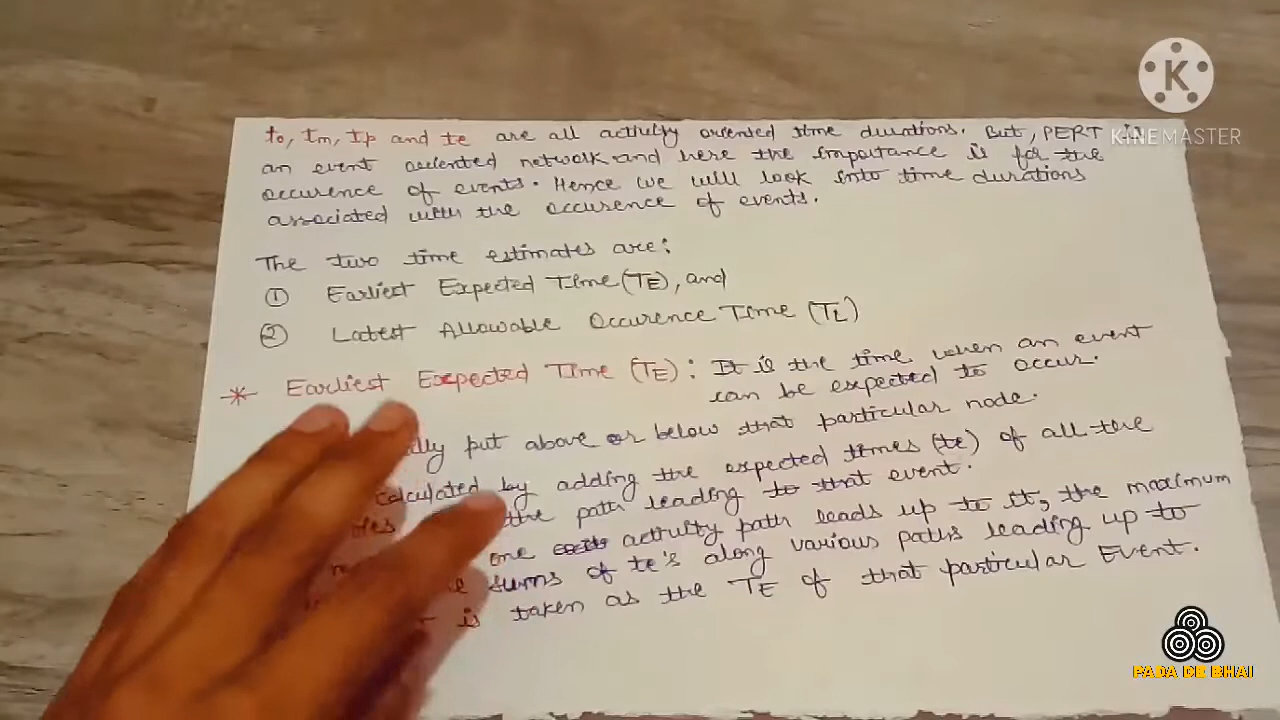 to, tm, tp and te are all activity oriented time durations. But, PERT is
an event oriented network and here the importance is for the
occurence of events. Hence we will look into time durations
associated with the occurence of events.
The two time estimates are:
① Earliest Expected Time (TE), and
② Latest Allowable Occurence Time (TL)
* Earliest Expected Time (TE): It is the time when an event
can be expected to occur.
put above or below that particular node.
calculated by adding the expected times (te) of all the
the path leading to that event.
one activity path leads up to it, the maximum
sums of te's along various paths leading up to
is taken as the TE of that particular Event.
KINEMASTER
PADA DE BHAI